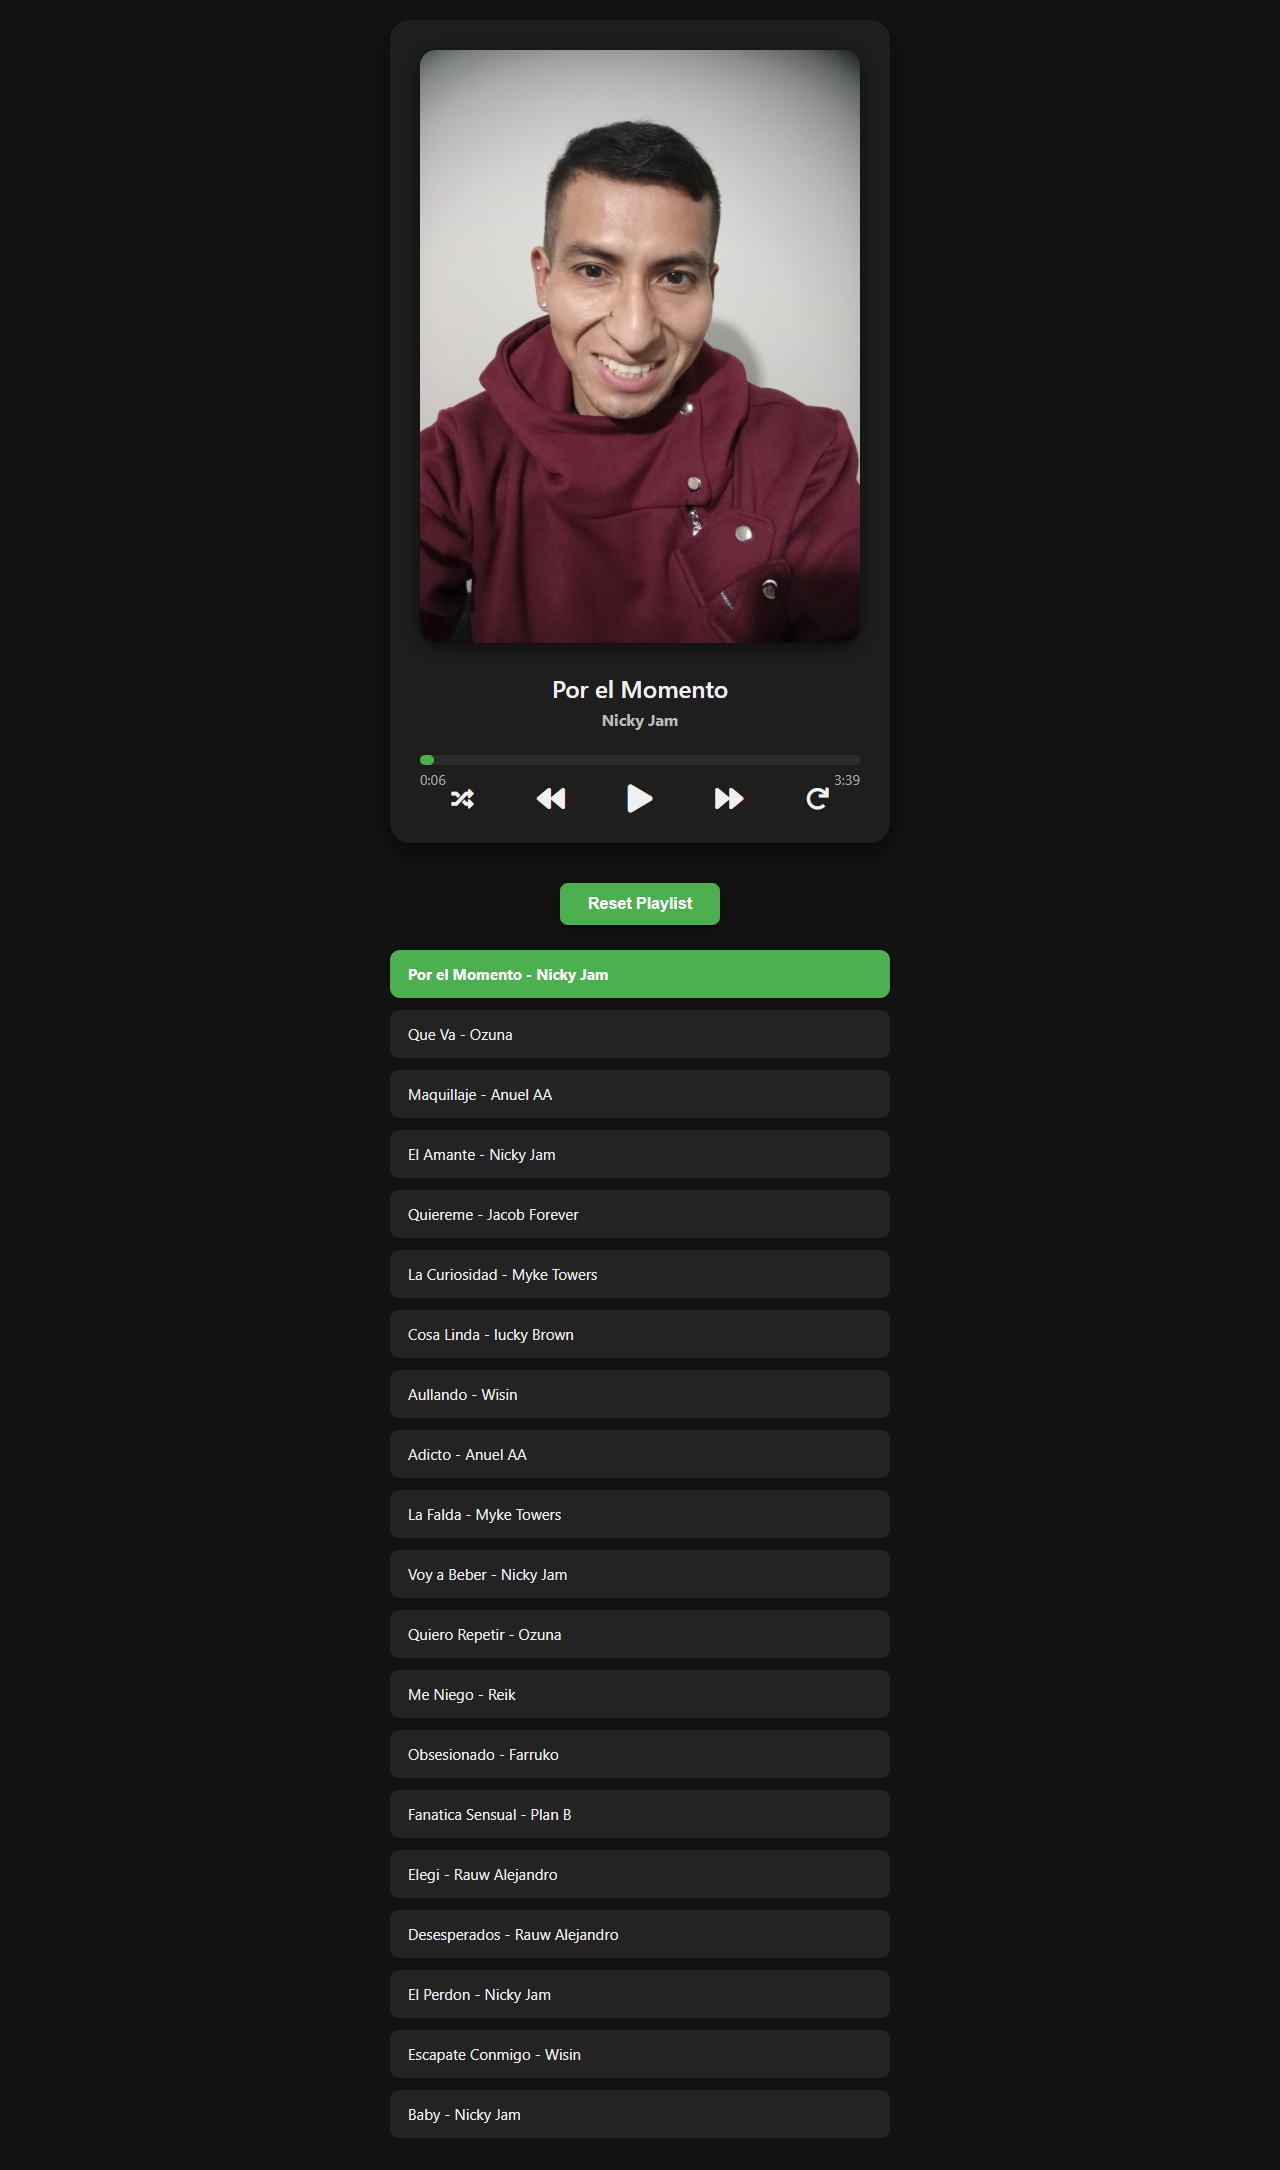 Por el Momento
Nicky Jam
0:06 3:39
Reset Playlist
Por el Momento - Nicky Jam
Que Va - Ozuna
Maquillaje - Anuel AA
El Amante - Nicky Jam
Quiereme - Jacob Forever
La Curiosidad - Myke Towers
Cosa Linda - lucky Brown
Aullando - Wisin
Adicto - Anuel AA
La Falda - Myke Towers
Voy a Beber - Nicky Jam
Quiero Repetir - Ozuna
Me Niego - Reik
Obsesionado - Farruko
Fanatica Sensual - Plan B
Elegi - Rauw Alejandro
Desesperados - Rauw Alejandro
El Perdon - Nicky Jam
Escapate Conmigo - Wisin
Baby - Nicky Jam